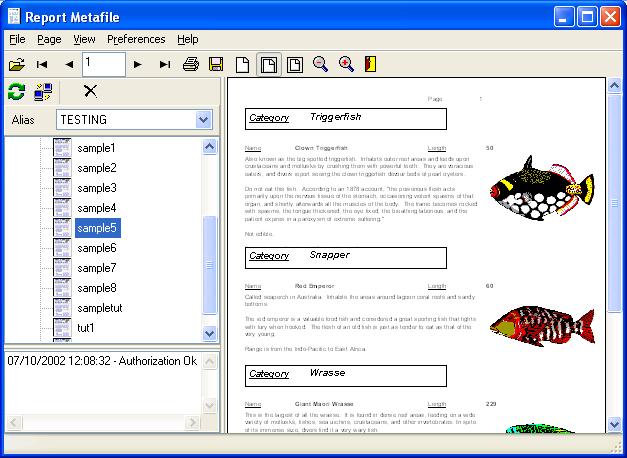 Report Metafile
File Page View Preferences Help
1
Alias TESTING
sample1
sample2
sample3
sample4
sample5
sample6
sample7
sample8
sampletut
tut1
07/10/2002 12:08:32 - Authorization Ok
Page 1
Category Triggerfish
Name Clown Triggerfish Length 50
Also known as the big spotted triggerfish. Inhabits outer reef areas and feeds upon
crustaceans and mollusks by crushing them with powerful teeth. They are voracious
eaters, and divers report seeing the clown triggerfish devour beds of pearl oysters.
Do not eat this fish. According to an 1878 account, "the poisonous flesh acts
primarily upon the nervous tissue of the stomach, occasioning violent spasms of that
organ, and shortly afterwards all the muscles of the body. The frame becomes rocked
with spasms, the tongue thickened, the eye fixed, the breathing laborious, and the
patient expires in a paroxysm of extreme suffering."
Not edible.
Category Snapper
Name Red Emperor Length 60
Called seaperch in Australia. Inhabits the areas around lagoon coral reefs and sandy
bottoms.
The red emperor is a valuable food fish and considered a great sporting fish that fights
with fury when hooked. The flesh of an old fish is just as tender to eat as that of the
very young.
Range is from the Indo-Pacific to East Africa.
Category Wrasse
Name Giant Maori Wrasse Length 229
This is the largest of all the wrasse. It is found in dense reef areas, feeding on a wide
variety of mollusks, fishes, sea urchins, crustaceans, and other invertebrates. In spite
of its immense size, divers find it a very wary fish.